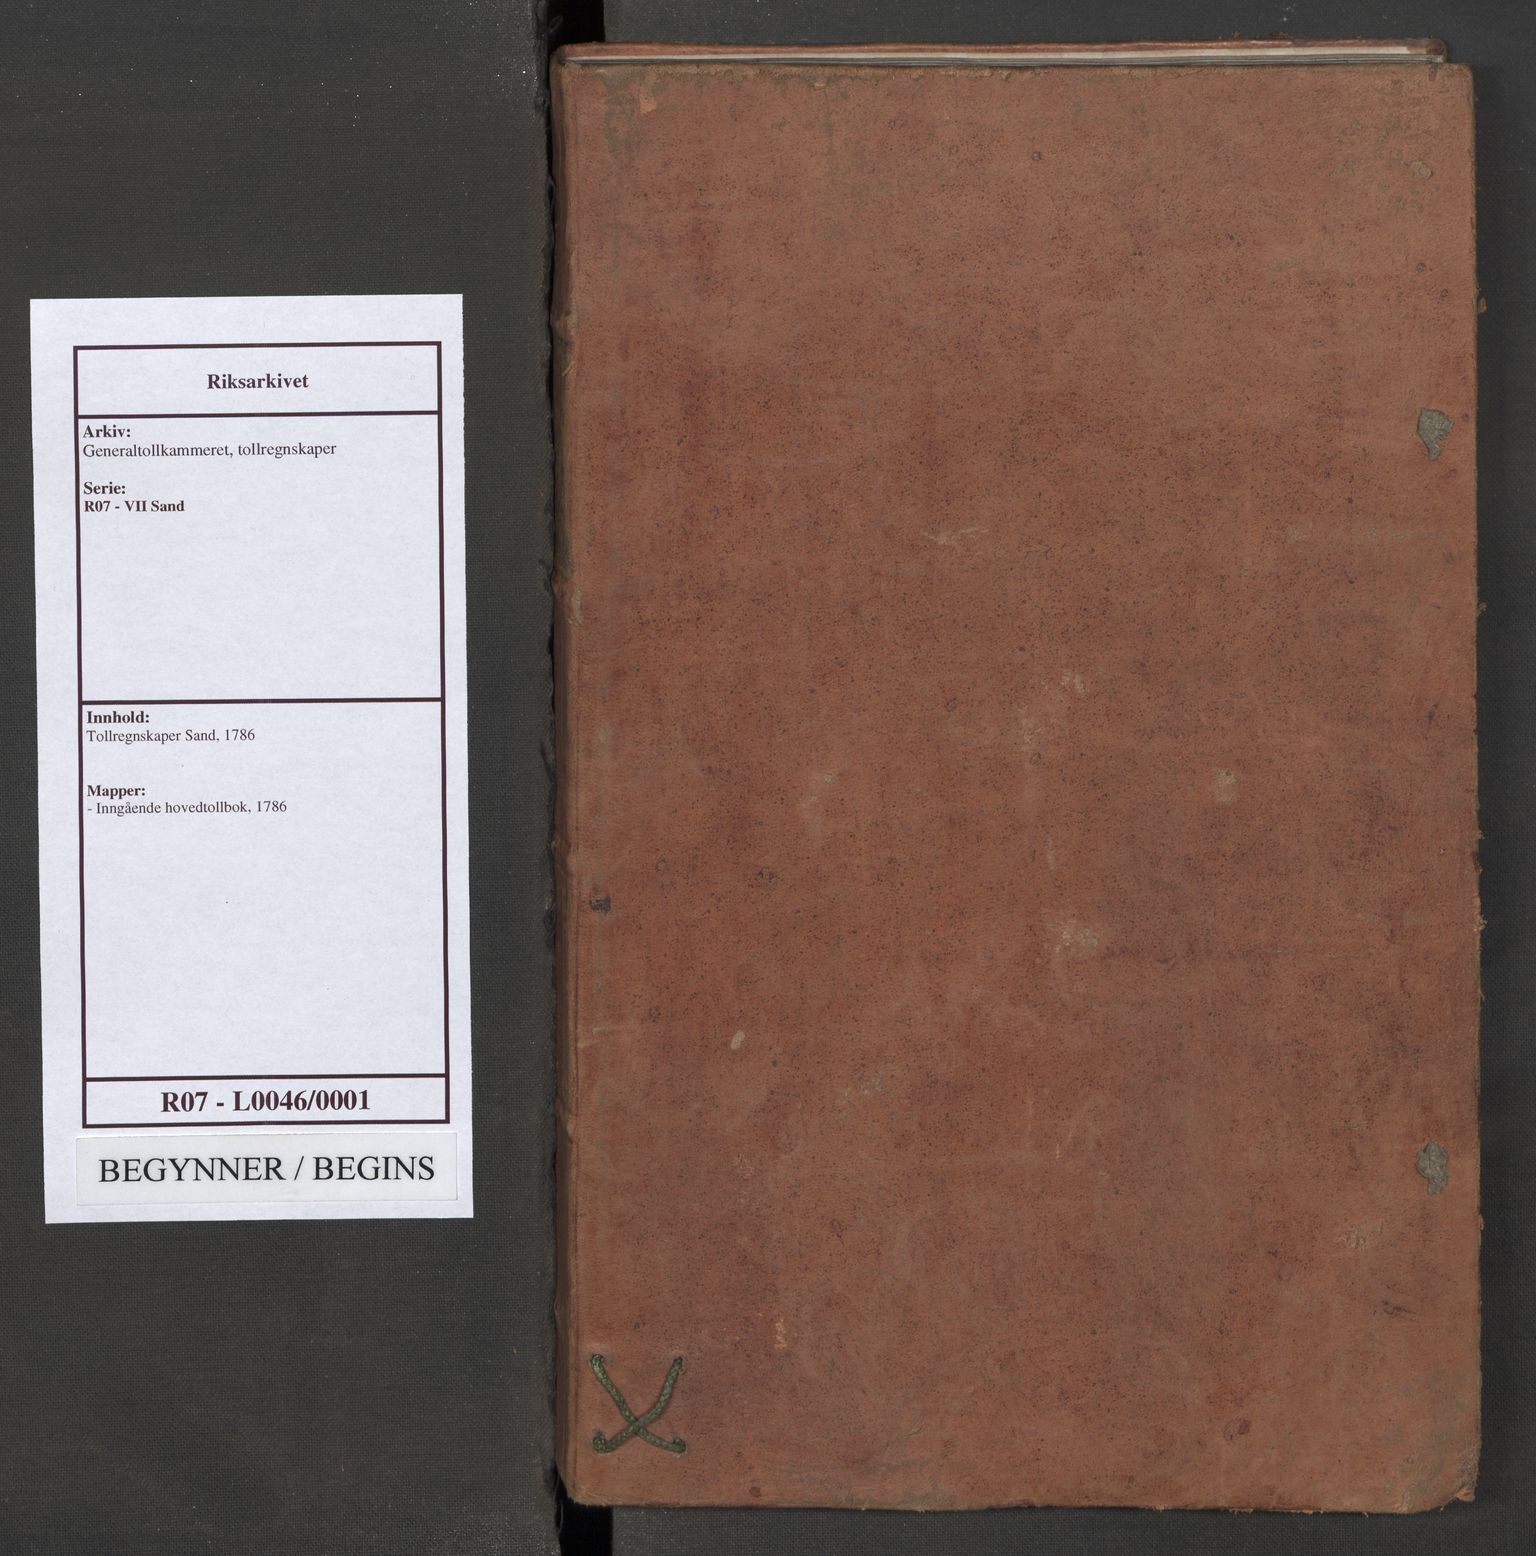 Riksarkivet
Arkiv:
Generaltollkammeret, tollregnskaper
Serie:
R07 - VII Sand
Innhold:
Tollregnskaper Sand, 1786
Mapper:
- Inngående hovedtollbok, 1786
R07 - L0046/0001
BEGYNNER / BEGINS